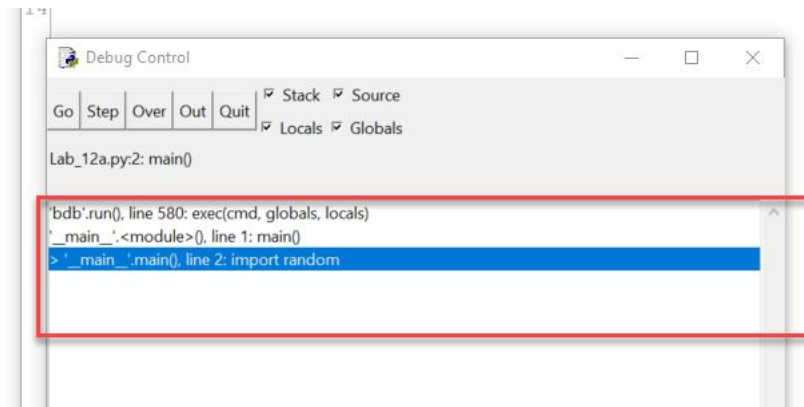 14
Debug Control
Go Step Over Out Quit Stack Source
Locals Globals
Lab_12a.py:2: main()
'bdb'.run(), line 580: exec(cmd, globals, locals)
'__main__'.<module>(), line 1: main()
> '__main__'.main(), line 2: import random